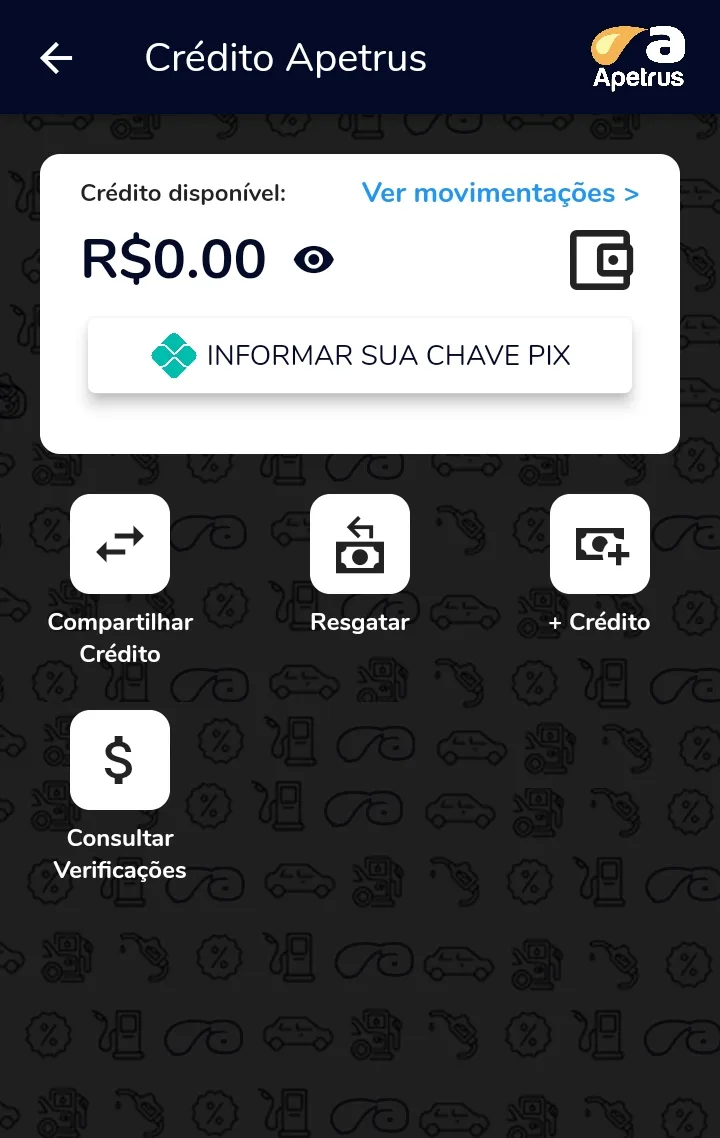 Crédito Apetrus
a
Apetrus
Crédito disponível:
Ver movimentações >
R$0.00
INFORMAR SUA CHAVE PIX
Compartilhar
Crédito
Resgatar
+ Crédito
$
Consultar
Verificações